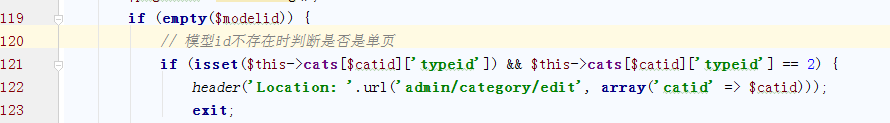 119 if (empty($modelid)) {
120 // 模型id不存在时判断是否是单页
121 if (isset($this->cats[$catid]['typeid']) && $this->cats[$catid]['typeid'] == 2) {
122 header('Location: '.url('admin/category/edit', array('catid' => $catid)));
123 exit;